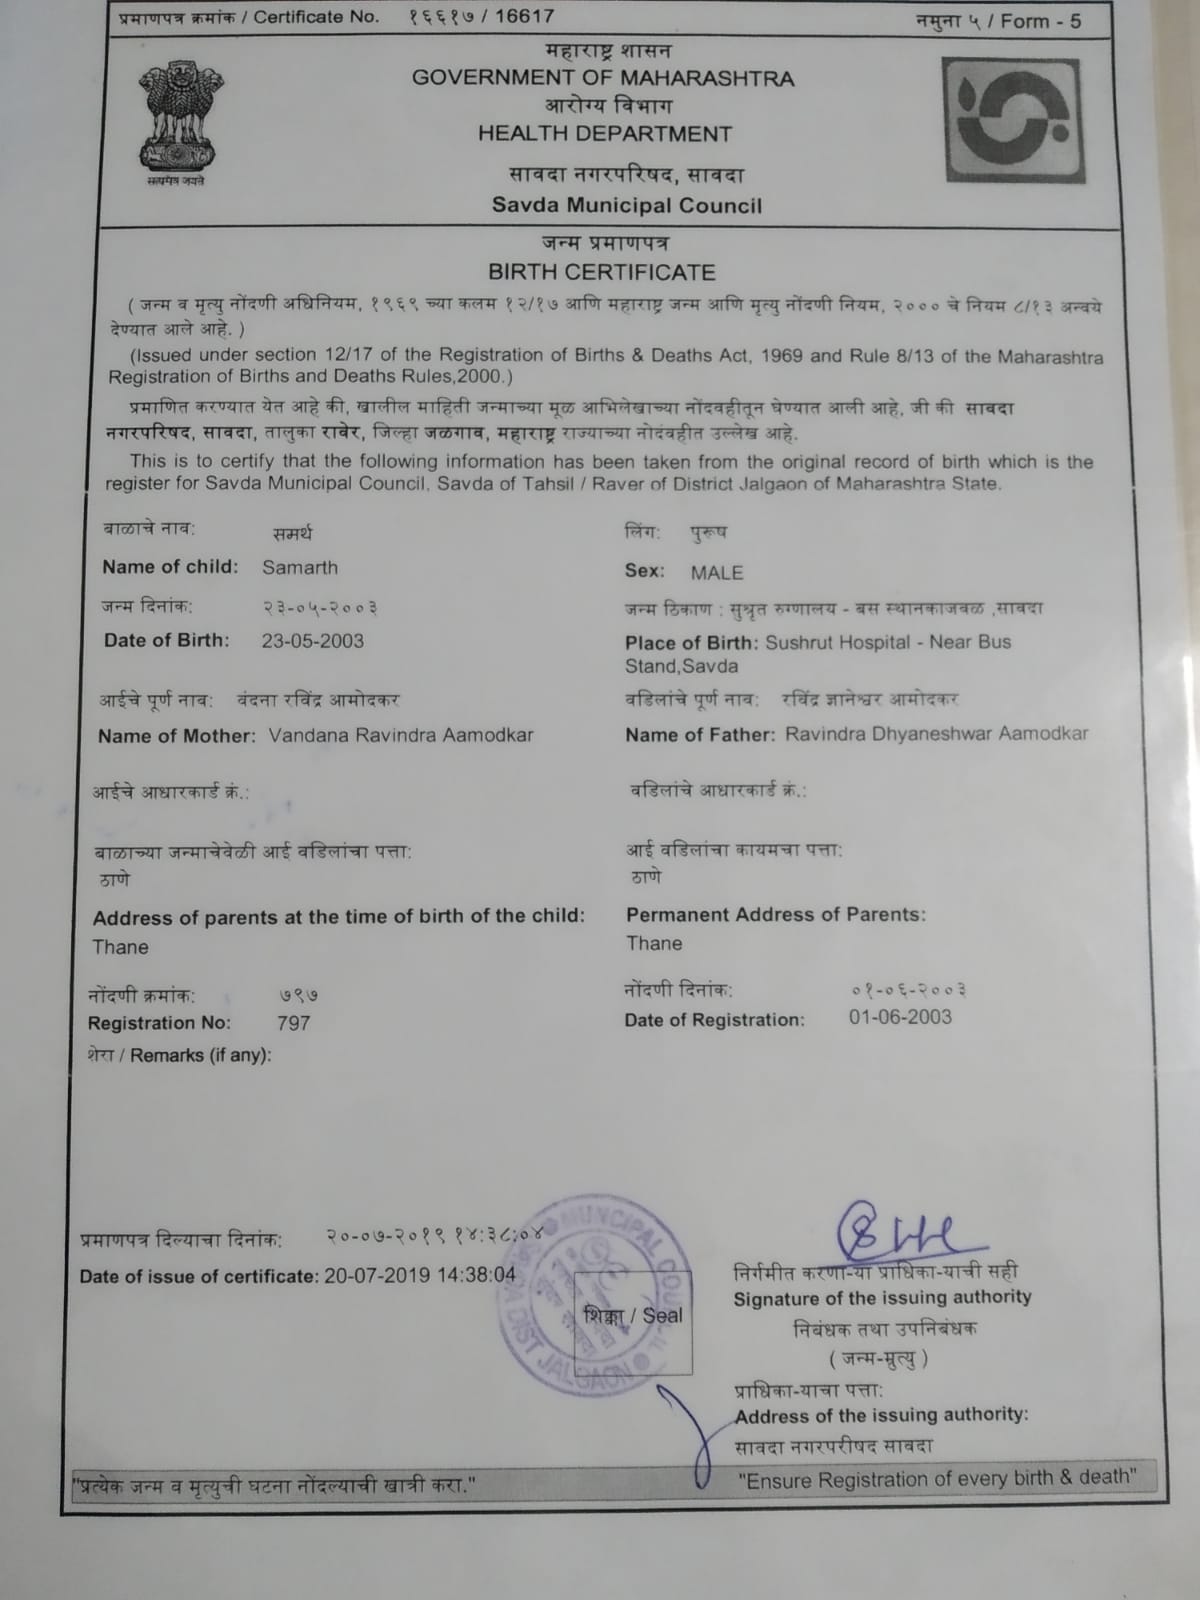 प्रमाणपत्र क्रमांक / Certificate No. १६६१७ / 16617
नमुना ५ / Form - 5
महाराष्ट्र शासन
GOVERNMENT OF MAHARASHTRA
आरोग्य विभाग
HEALTH DEPARTMENT
सत्यमेव जयते
सावदा नगरपरिषद, सावदा
Savda Municipal Council
जन्म प्रमाणपत्र
BIRTH CERTIFICATE
( जन्म व मृत्यु नोंदणी अधिनियम, १९६९ च्या कलम १२/१७ आणि महाराष्ट्र जन्म आणि मृत्यु नोंदणी नियम, २००० चे नियम ८/१३ अन्वये
देण्यात आले आहे. )
(Issued under section 12/17 of the Registration of Births & Deaths Act, 1969 and Rule 8/13 of the Maharashtra
Registration of Births and Deaths Rules,2000.)
प्रमाणित करण्यात येत आहे की, खालील माहिती जन्माच्या मूळ अभिलेखाच्या नोंदवहीतून घेण्यात आली आहे, जी की सावदा
नगरपरिषद, सावदा, तालुका रावेर, जिल्हा जळगाव, महाराष्ट्र राज्याच्या नोदवहीत उल्लेख आहे.
This is to certify that the following information has been taken from the original record of birth which is the
register for Savda Municipal Council, Savda of Tahsil / Raver of District Jalgaon of Maharashtra State.
बाळाचे नाव: समर्थ
लिंग: पुरूष
Name of child: Samarth
Sex: MALE
जन्म दिनांक: २३-०५-२००३
जन्म ठिकाण : सुश्रृत रुग्णालय - बस स्थानकाजवळ ,सावदा
Date of Birth: 23-05-2003
Place of Birth: Sushrut Hospital - Near Bus
Stand,Savda
आईचे पूर्ण नाव: वंदना रविंद्र आमोदकर
वडिलांचे पूर्ण नाव: रविंद्र ज्ञानेश्वर आमोदकर
Name of Mother: Vandana Ravindra Aamodkar
Name of Father: Ravindra Dhyaneshwar Aamodkar
आईचे आधारकार्ड क्रं.:
वडिलांचे आधारकार्ड क्रं.:
बाळाच्या जन्माचेवेळी आई वडिलांचा पत्ता:
ठाणे
आई वडिलांचा कायमचा पत्ता:
ठाणे
Address of parents at the time of birth of the child:
Thane
Permanent Address of Parents:
Thane
नोंदणी क्रमांक: ७९७
नोंदणी दिनांक: ०१-०६-२००३
Registration No: 797
Date of Registration: 01-06-2003
शेरा / Remarks (if any):
प्रमाणपत्र दिल्याचा दिनांक: २०-०७-२०१९ १४:३८:०४
Date of issue of certificate: 20-07-2019 14:38:04
MUNCIPAL COUNCIL
DIST JALGAON
शिक्का / Seal
निर्गमीत करणा-या प्राधिका-याची सही
Signature of the issuing authority
निबंधक तथा उपनिबंधक
( जन्म-म्रुत्यु )
प्राधिका-याचा पत्ता:
Address of the issuing authority:
सावदा नगरपरीषद सावदा
"प्रत्येक जन्म व मृत्युची घटना नोंदल्याची खात्री करा."
"Ensure Registration of every birth & death"